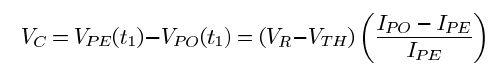 V_C = V_{PE}(t_1) − V_{PO}(t_1) = (V_R − V_{TH}) \left( \frac{I_{PO} − I_{PE}}{I_{PE}} \right)